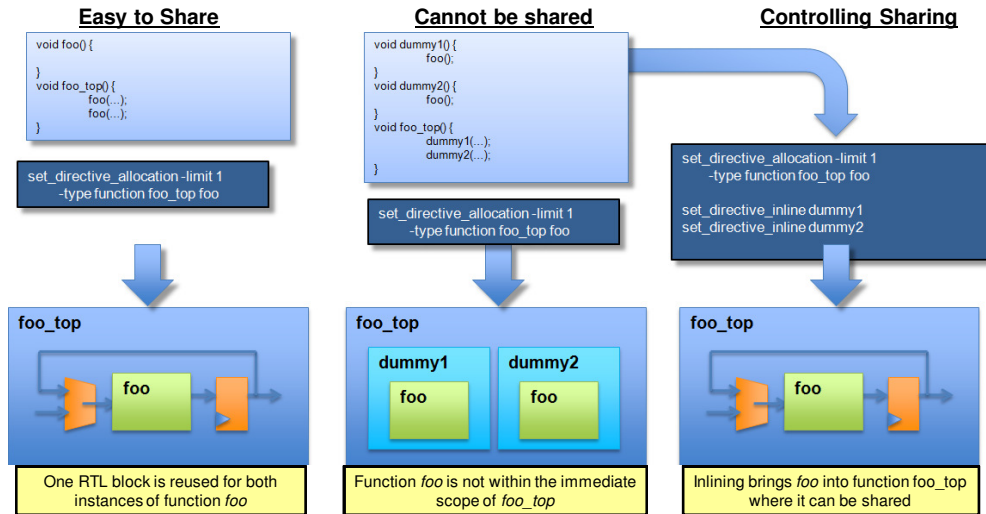 Easy to Share
void foo() {
}
void foo_top() {
foo(...);
foo(...);
}
set_directive_allocation -limit 1
-type function foo_top foo
foo_top
foo
One RTL block is reused for both
instances of function foo
Cannot be shared
void dummy1() {
foo();
}
void dummy2() {
foo();
}
void foo_top() {
dummy1(...);
dummy2(...);
}
set_directive_allocation -limit 1
-type function foo_top foo
foo_top
dummy1
foo
dummy2
foo
Function foo is not within the immediate
scope of foo_top
Controlling Sharing
set_directive_allocation -limit 1
-type function foo_top foo
set_directive_inline dummy1
set_directive_inline dummy2
foo_top
foo
Inlining brings foo into function foo_top
where it can be shared